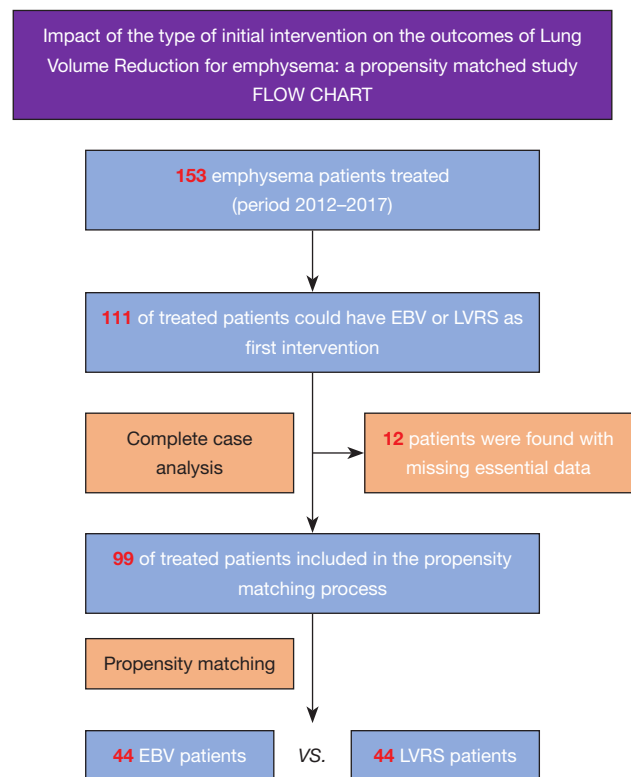 Impact of the type of initial intervention on the outcomes of Lung
Volume Reduction for emphysema: a propensity matched study
FLOW CHART
153 emphysema patients treated
(period 2012–2017)
111 of treated patients could have EBV or LVRS as
first intervention
Complete case
analysis
12 patients were found with
missing essential data
99 of treated patients included in the propensity
matching process
Propensity matching
44 EBV patients
VS.
44 LVRS patients